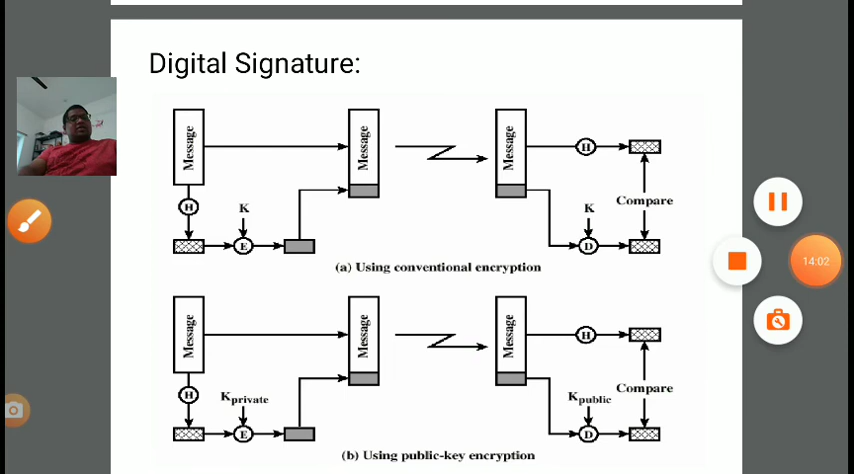 Digital Signature:
Message
Message
Message
H
K
E
H
K
D
Compare
(a) Using conventional encryption
Message
Message
Message
H
Kprivate
E
H
Kpublic
D
Compare
(b) Using public-key encryption
14:02